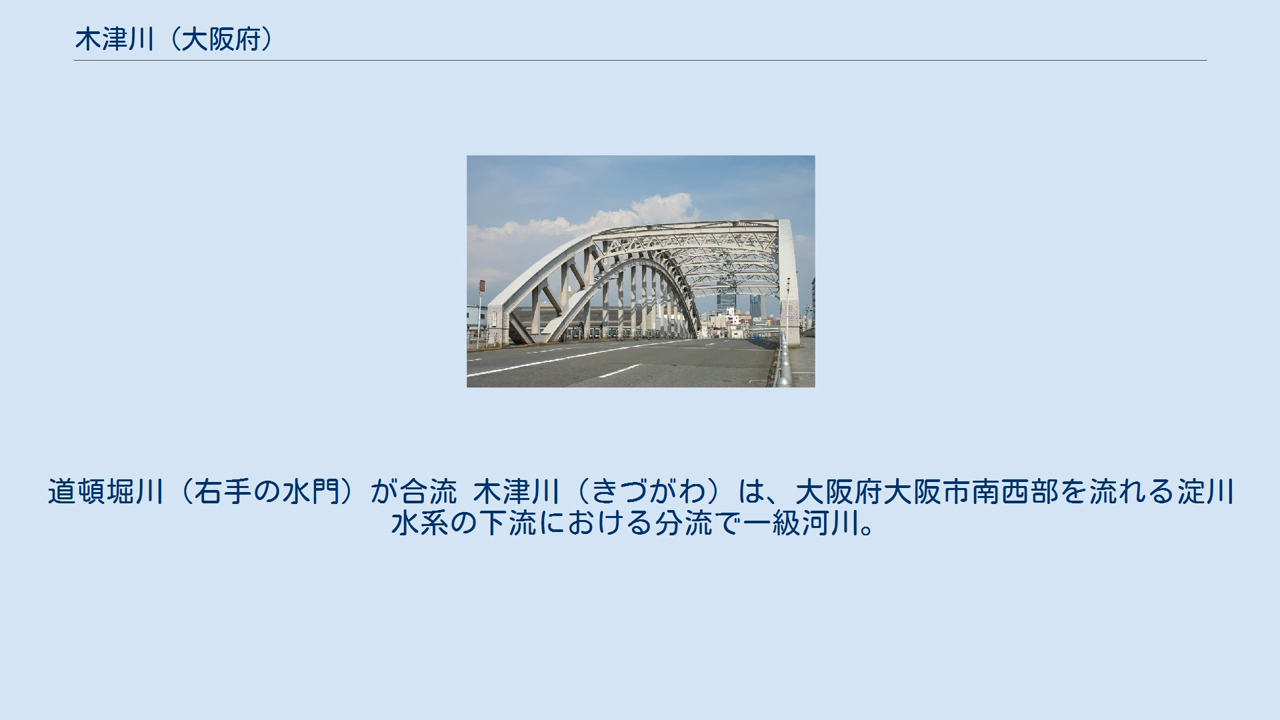 木津川（大阪府）
道頓堀川（右手の水門）が合流 木津川（きづがわ）は、大阪府大阪市南西部を流れる淀川
水系の下流における分流で一級河川。